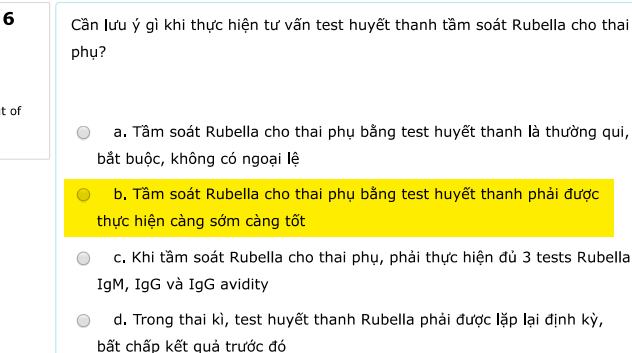 6
Cần lưu ý gì khi thực hiện tư vấn test huyết thanh tầm soát Rubella cho thai
phụ?
t of
a. Tầm soát Rubella cho thai phụ bằng test huyết thanh là thường qui,
bắt buộc, không có ngoại lệ
b. Tầm soát Rubella cho thai phụ bằng test huyết thanh phải được
thực hiện càng sớm càng tốt
c. Khi tầm soát Rubella cho thai phụ, phải thực hiện đủ 3 tests Rubella
IgM, IgG và IgG avidity
d. Trong thai kì, test huyết thanh Rubella phải được lặp lại định kỳ,
bất chấp kết quả trước đó